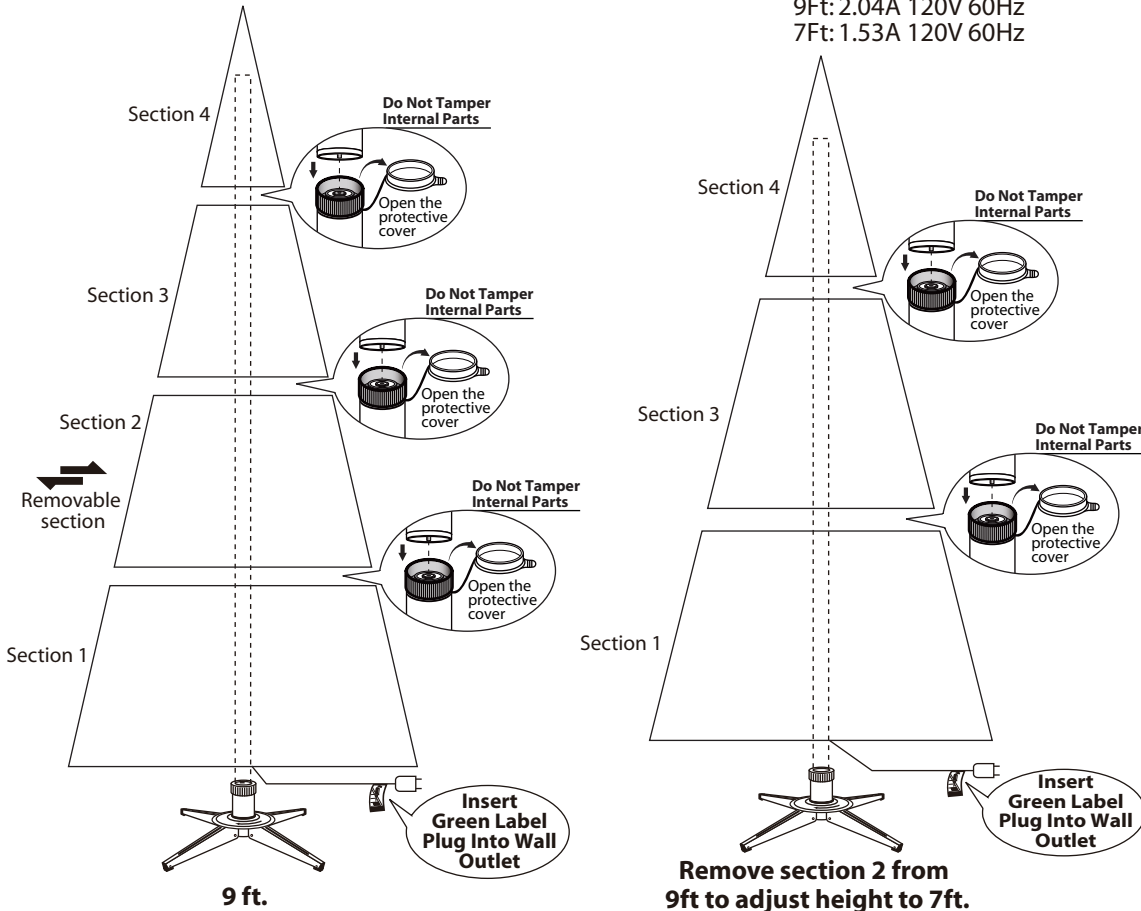 9Ft: 2.04A 120V 60Hz
7Ft: 1.53A 120V 60Hz
Section 4
Do Not Tamper
Internal Parts
Open the
protective
cover
Section 3
Do Not Tamper
Internal Parts
Open the
protective
cover
Section 2
Removable
section
Do Not Tamper
Internal Parts
Open the
protective
cover
Section 1
Insert
Green Label
Plug Into Wall
Outlet
9 ft.
Section 4
Do Not Tamper
Internal Parts
Open the
protective
cover
Section 3
Do Not Tamper
Internal Parts
Open the
protective
cover
Section 1
Insert
Green Label
Plug Into Wall
Outlet
Remove section 2 from
9ft to adjust height to 7ft.